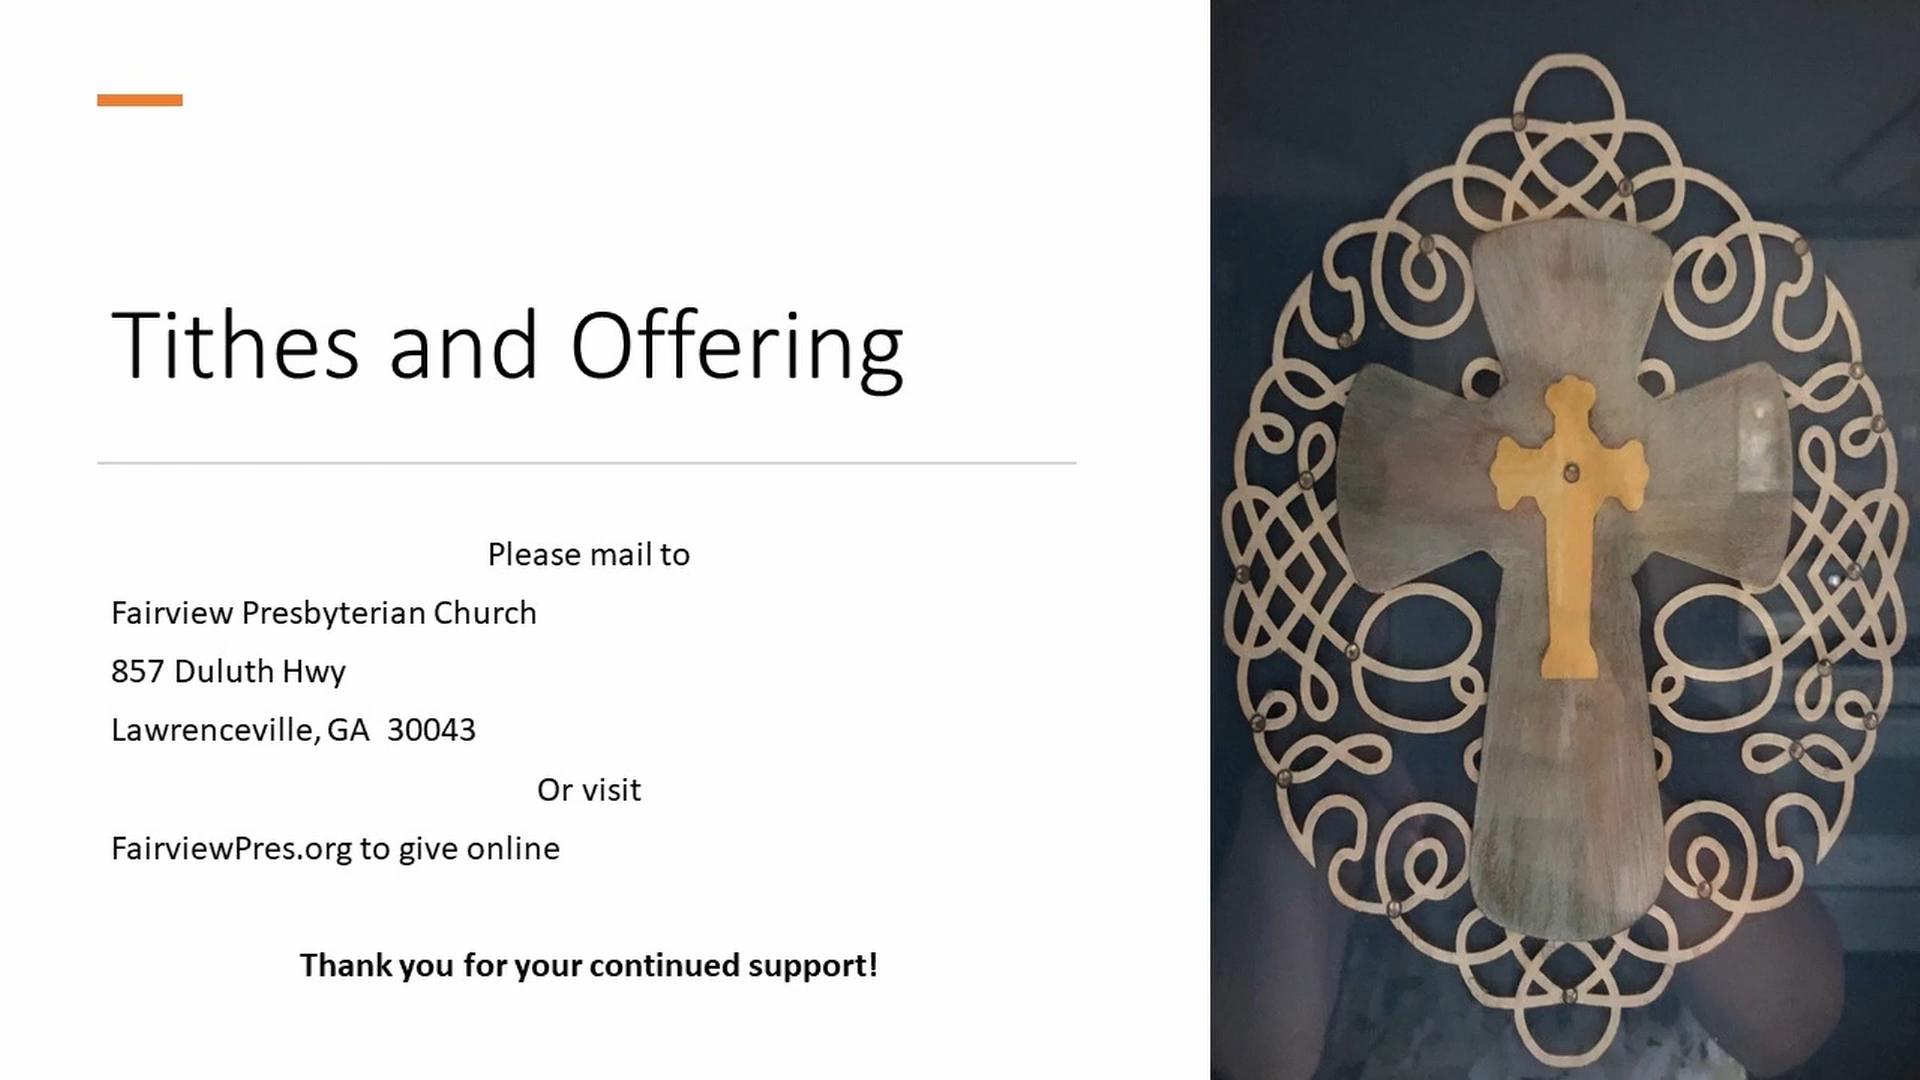 Tithes and Offering
Please mail to
Fairview Presbyterian Church
857 Duluth Hwy
Lawrenceville, GA  30043
Or visit
FairviewPres.org to give online
Thank you for your continued support!